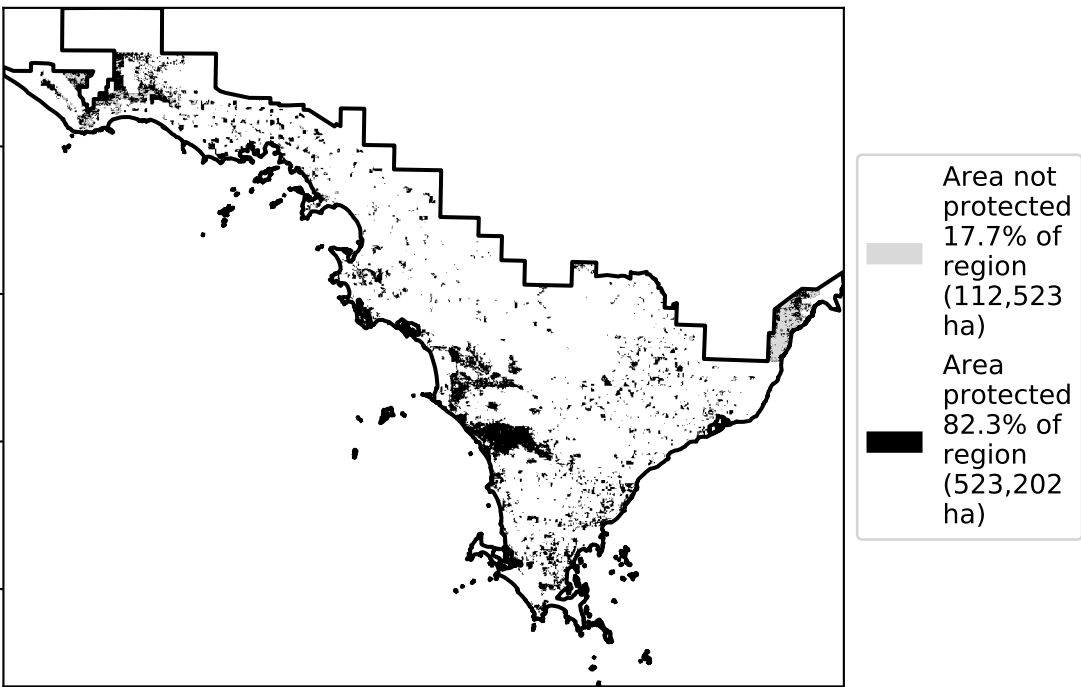 Area not
protected
17.7% of
region
(112,523
ha)
Area
protected
82.3% of
region
(523,202
ha)